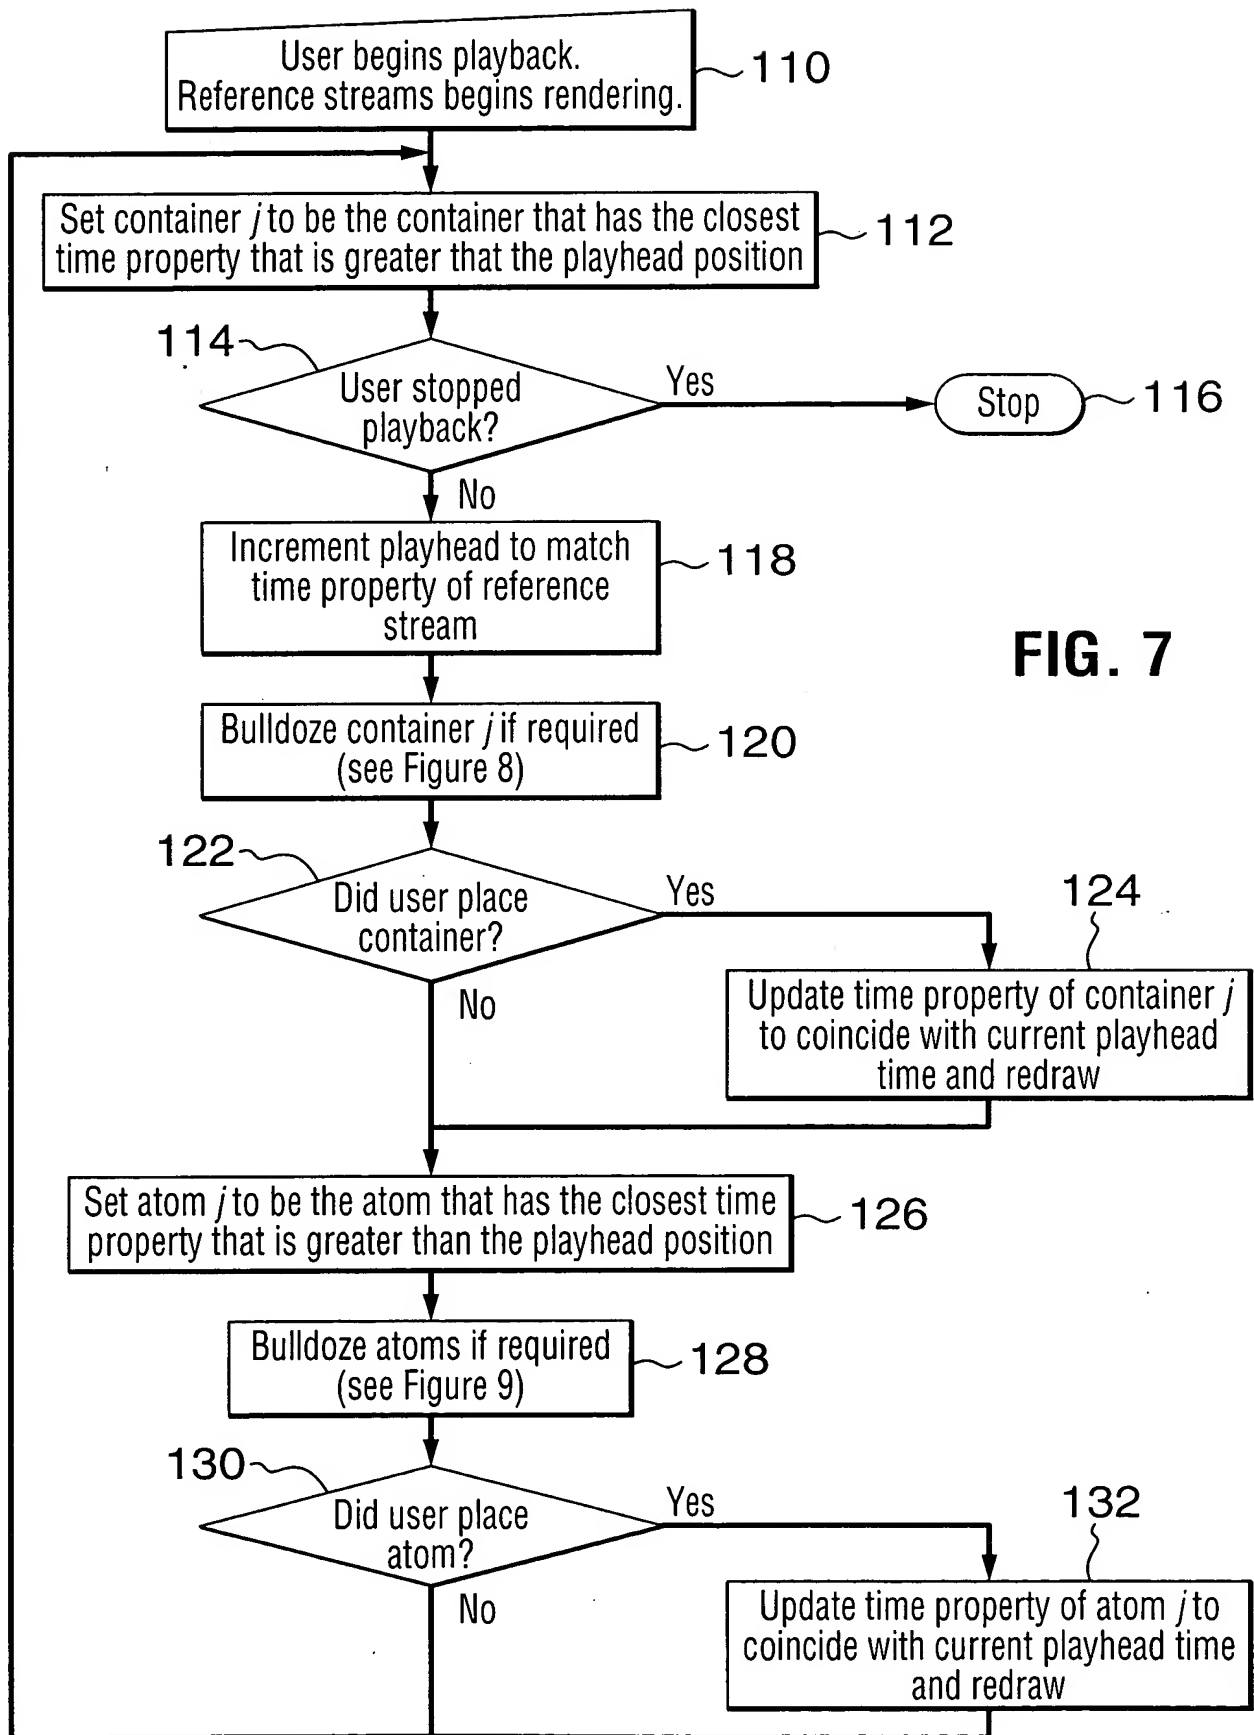 User begins playback.
Reference streams begins rendering.
110
Set container j to be the container that has the closest
time property that is greater that the playhead position
112
114
User stopped
playback?
Yes
Stop
116
No
Increment playhead to match
time property of reference
stream
118
FIG. 7
Bulldoze container j if required
(see Figure 8)
120
122
Did user place
container?
Yes
124
No
Update time property of container j
to coincide with current playhead
time and redraw
Set atom j to be the atom that has the closest time
property that is greater than the playhead position
126
Bulldoze atoms if required
(see Figure 9)
128
130
Did user place
atom?
Yes
132
No
Update time property of atom j to
coincide with current playhead time
and redraw